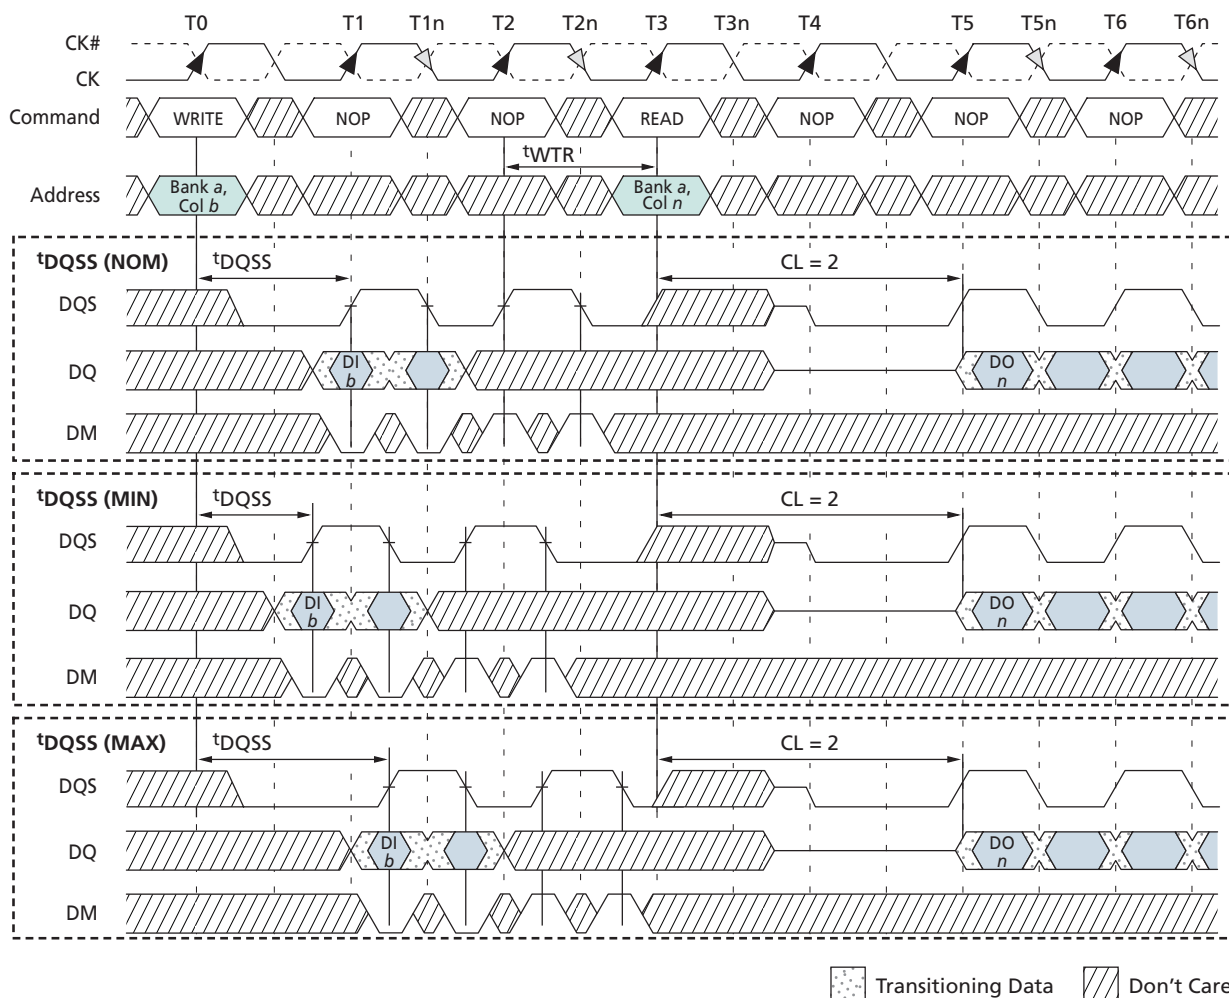 T0 T1 T1n T2 T2n T3 T3n T4 T5 T5n T6 T6n
CK#
CK
Command WRITE NOP NOP READ NOP NOP NOP
tWTR
Address Bank a, Col b Bank a, Col n
tDQSS (NOM) tDQSS CL = 2
DQS
DQ DI b DO n
DM
tDQSS (MIN) tDQSS CL = 2
DQS
DQ DI b DO n
DM
tDQSS (MAX) tDQSS CL = 2
DQS
DQ DI b DO n
DM
Transitioning Data Don't Care